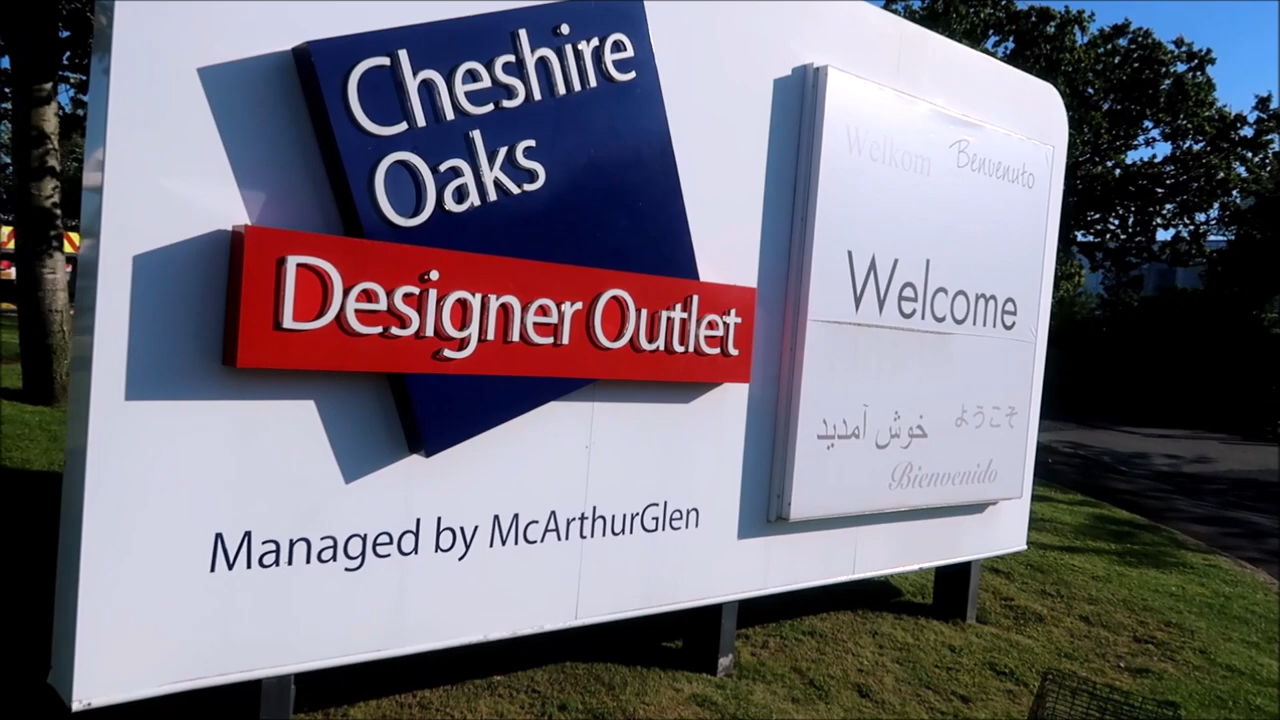 Cheshire
Oaks
Designer Outlet
Managed by McArthurGlen
Welkom
Benvenuto
Welcome
خوش آمدید
ようこそ
Bienvenido